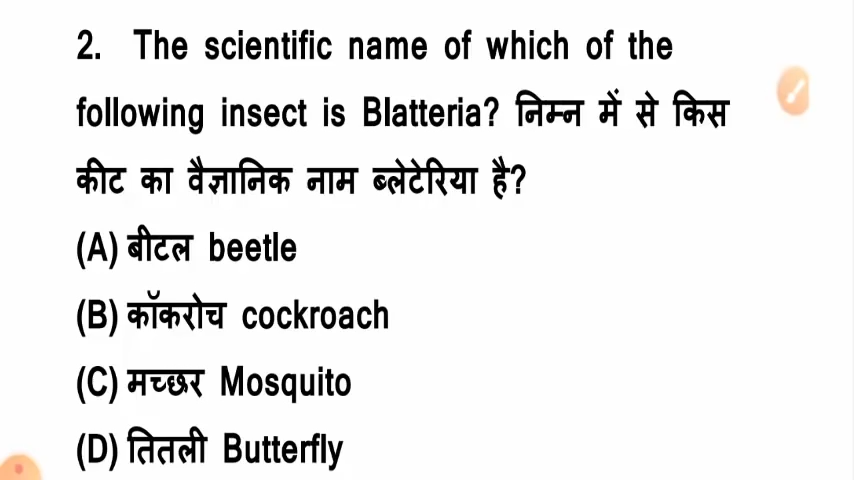 2. The scientific name of which of the
following insect is Blatteria? निम्न में से किस
कीट का वैज्ञानिक नाम ब्लेटेरिया है?
(A) बीटल beetle
(B) कॉकरोच cockroach
(C) मच्छर Mosquito
(D) तितली Butterfly